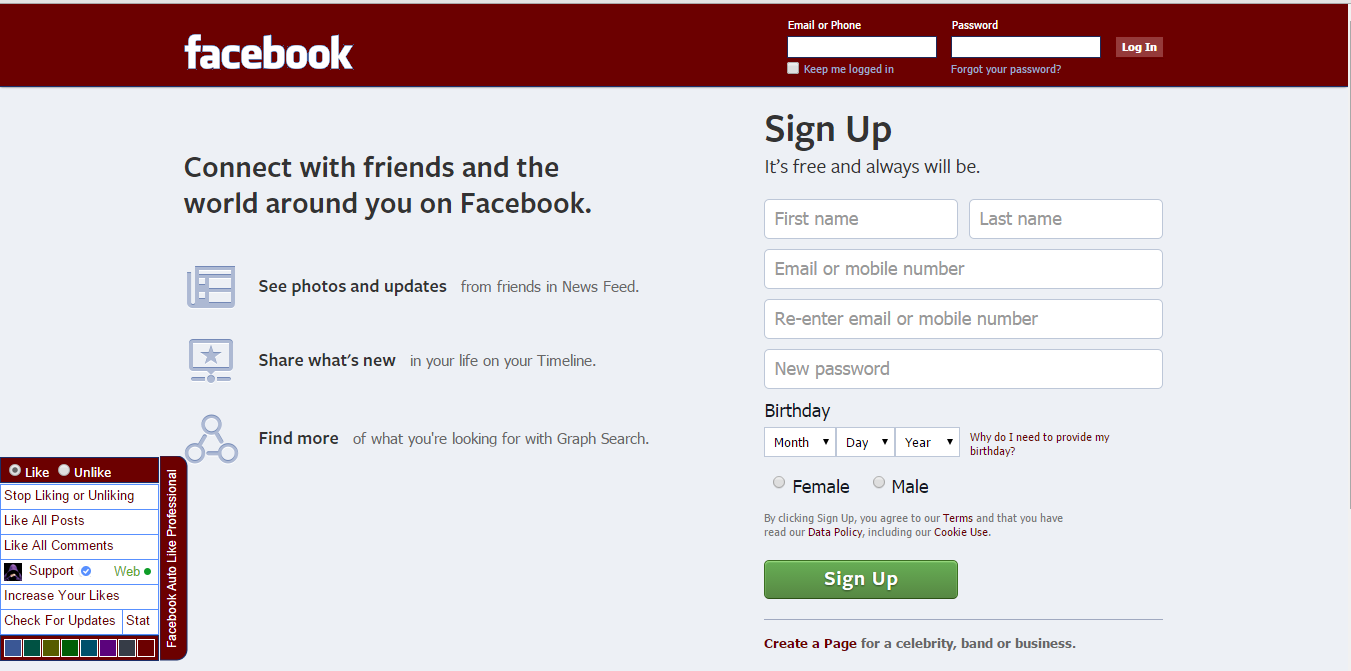 facebook
Email or Phone
Password
Log In
Keep me logged in
Forgot your password?
Connect with friends and the
world around you on Facebook.
See photos and updates from friends in News Feed.
Share what's new in your life on your Timeline.
Find more of what you're looking for with Graph Search.
Sign Up
It's free and always will be.
First name
Last name
Email or mobile number
Re-enter email or mobile number
New password
Birthday
Month
Day
Year
Why do I need to provide my
birthday?
Female
Male
By clicking Sign Up, you agree to our Terms and that you have
read our Data Policy, including our Cookie Use.
Sign Up
Create a Page for a celebrity, band or business.
Like
Unlike
Stop Liking or Unliking
Like All Posts
Like All Comments
Support
Web
Increase Your Likes
Check For Updates
Stat
Facebook Auto Like Professional